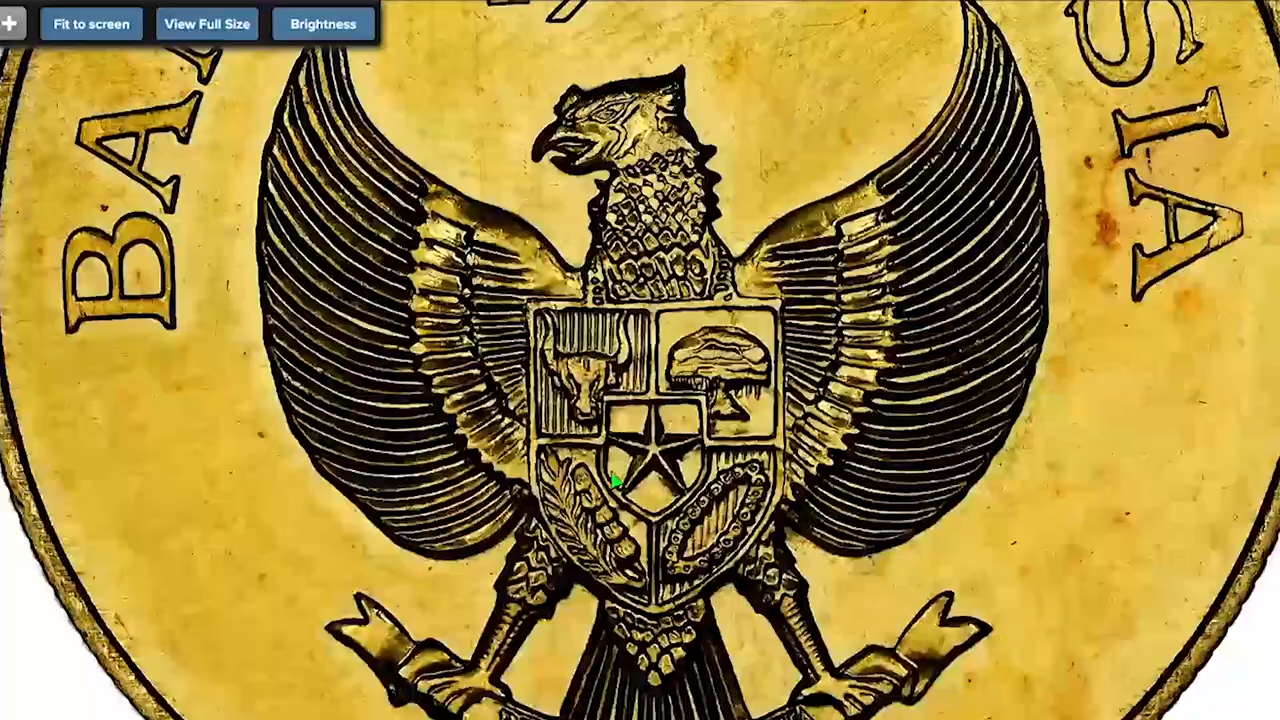 Fit to screen
View Full Size
Brightness
BA
SIA